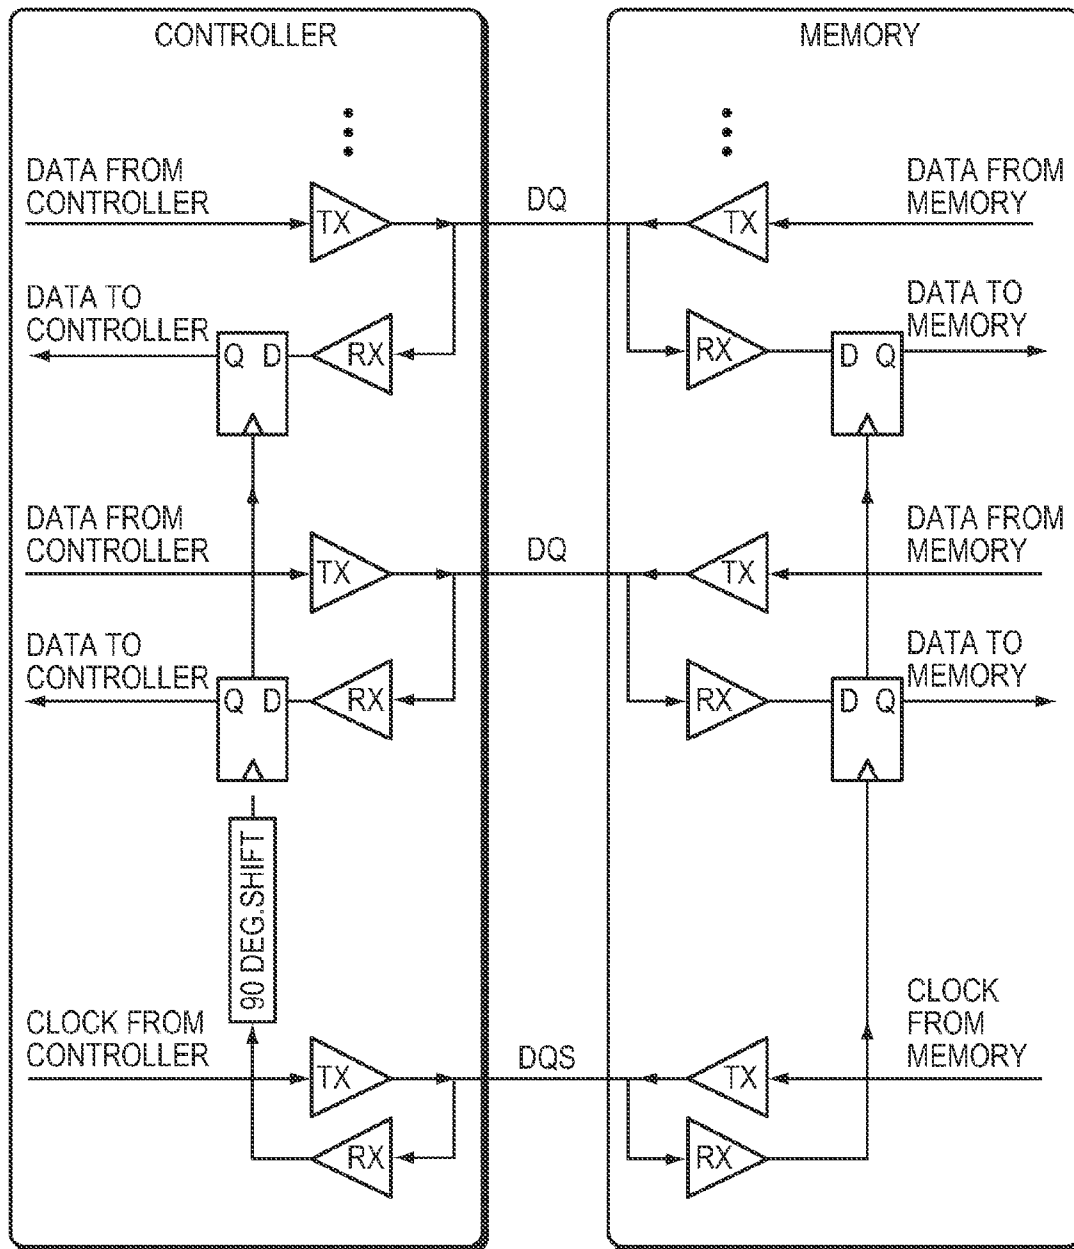 CONTROLLER
MEMORY
DATA FROM
CONTROLLER
TX
DQ
TX
DATA FROM
MEMORY
DATA TO
CONTROLLER
Q D
RX
RX
D Q
DATA TO
MEMORY
DATA FROM
CONTROLLER
TX
DQ
TX
DATA FROM
MEMORY
DATA TO
CONTROLLER
Q D
RX
RX
D Q
DATA TO
MEMORY
90 DEG.SHIFT
CLOCK FROM
CONTROLLER
TX
DQS
TX
CLOCK
FROM
MEMORY
RX
RX